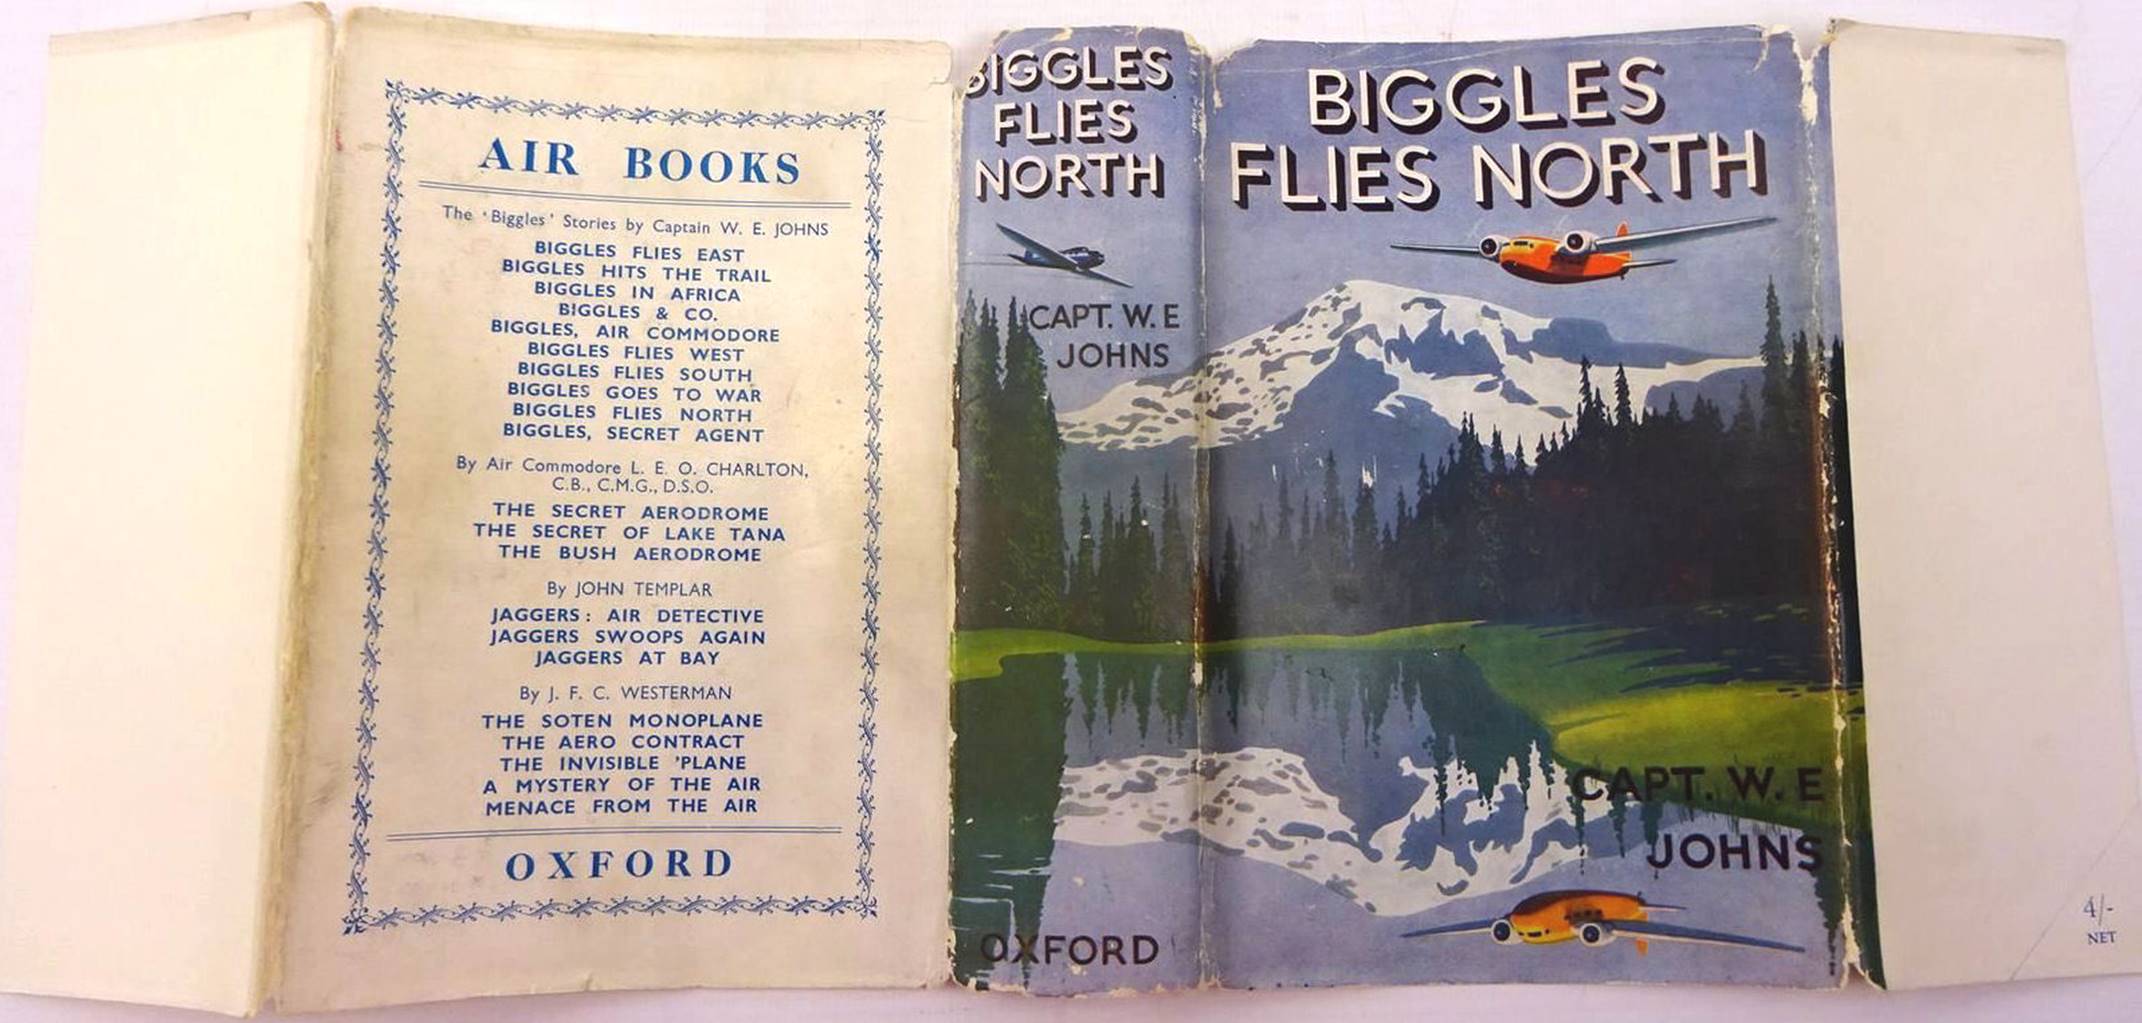 AIR BOOKS
The 'Biggles' Stories by Captain W. E. JOHNS
BIGGLES FLIES EAST
BIGGLES HITS THE TRAIL
BIGGLES IN AFRICA
BIGGLES & CO.
BIGGLES, AIR COMMODORE
BIGGLES FLIES WEST
BIGGLES FLIES SOUTH
BIGGLES GOES TO WAR
BIGGLES FLIES NORTH
BIGGLES, SECRET AGENT
By Air Commodore L. E. O. CHARLTON,
C.B., C.M.G., D.S.O.
THE SECRET AERODROME
THE SECRET OF LAKE TANA
THE BUSH AERODROME
By JOHN TEMPLAR
JAGGERS: AIR DETECTIVE
JAGGERS SWOOPS AGAIN
JAGGERS AT BAY
By J. F. C. WESTERMAN
THE SOTEN MONOPLANE
THE AERO CONTRACT
THE INVISIBLE 'PLANE
A MYSTERY OF THE AIR
MENACE FROM THE AIR
OXFORD
BIGGLES
FLIES
NORTH
CAPT. W. E
JOHNS
OXFORD
BIGGLES
FLIES NORTH
CAPT. W. E
JOHNS
4/-
NET